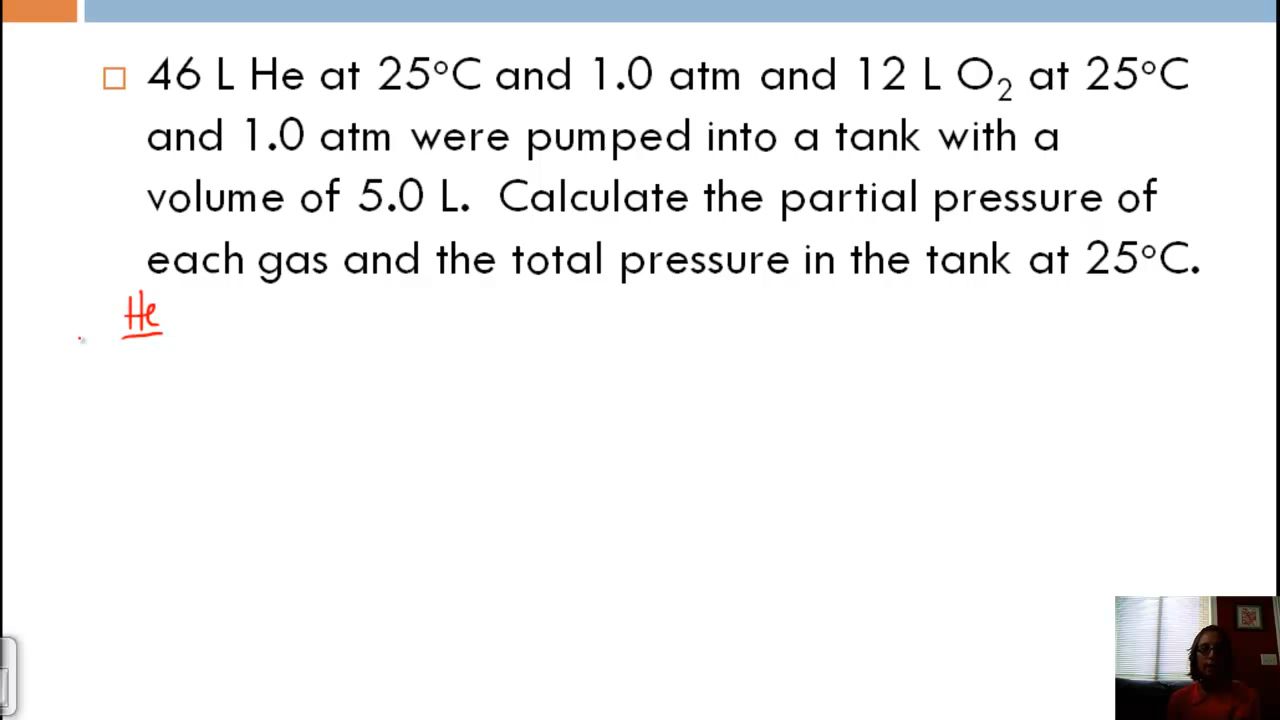 46 L He at 25°C and 1.0 atm and 12 L O₂ at 25°C
and 1.0 atm were pumped into a tank with a
volume of 5.0 L. Calculate the partial pressure of
each gas and the total pressure in the tank at 25°C.
He